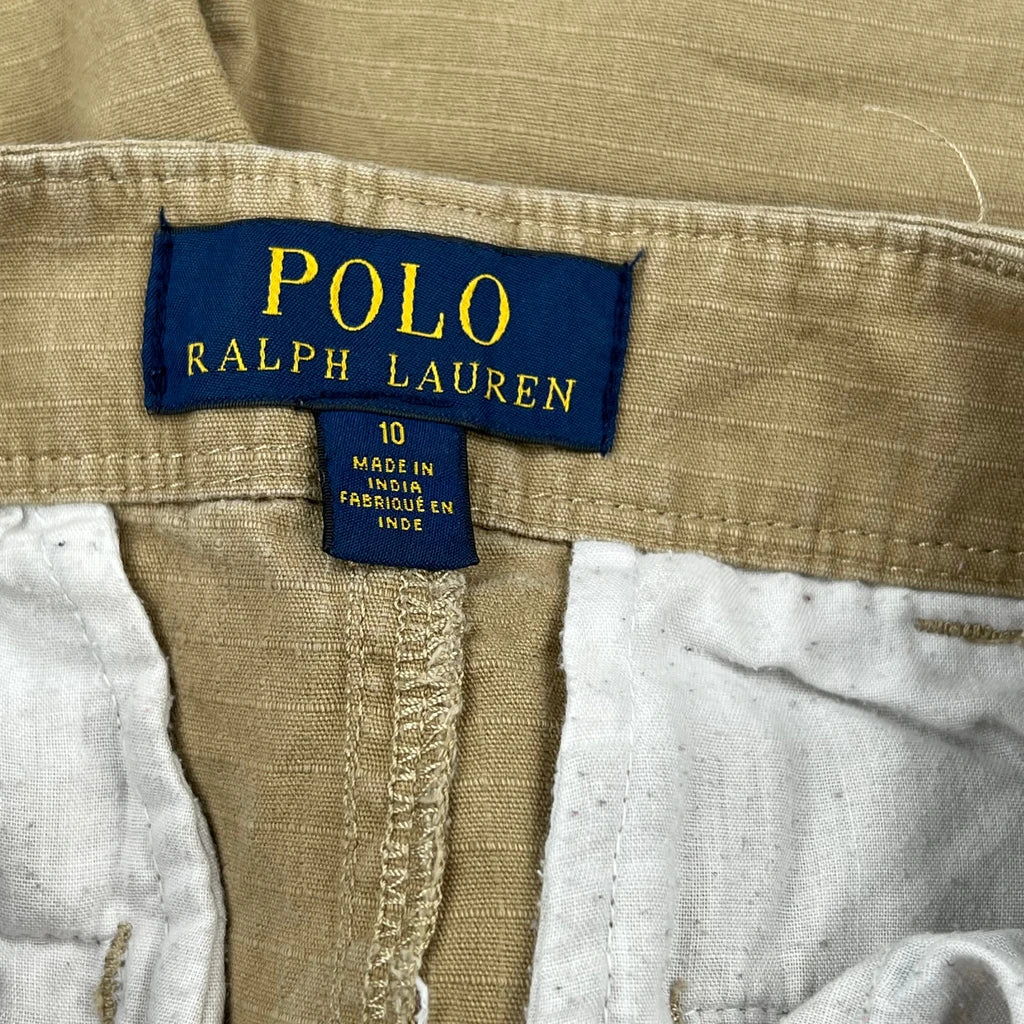 POLO
RALPH LAUREN
10
MADE IN
INDIA
FABRIQUÉ EN
INDE